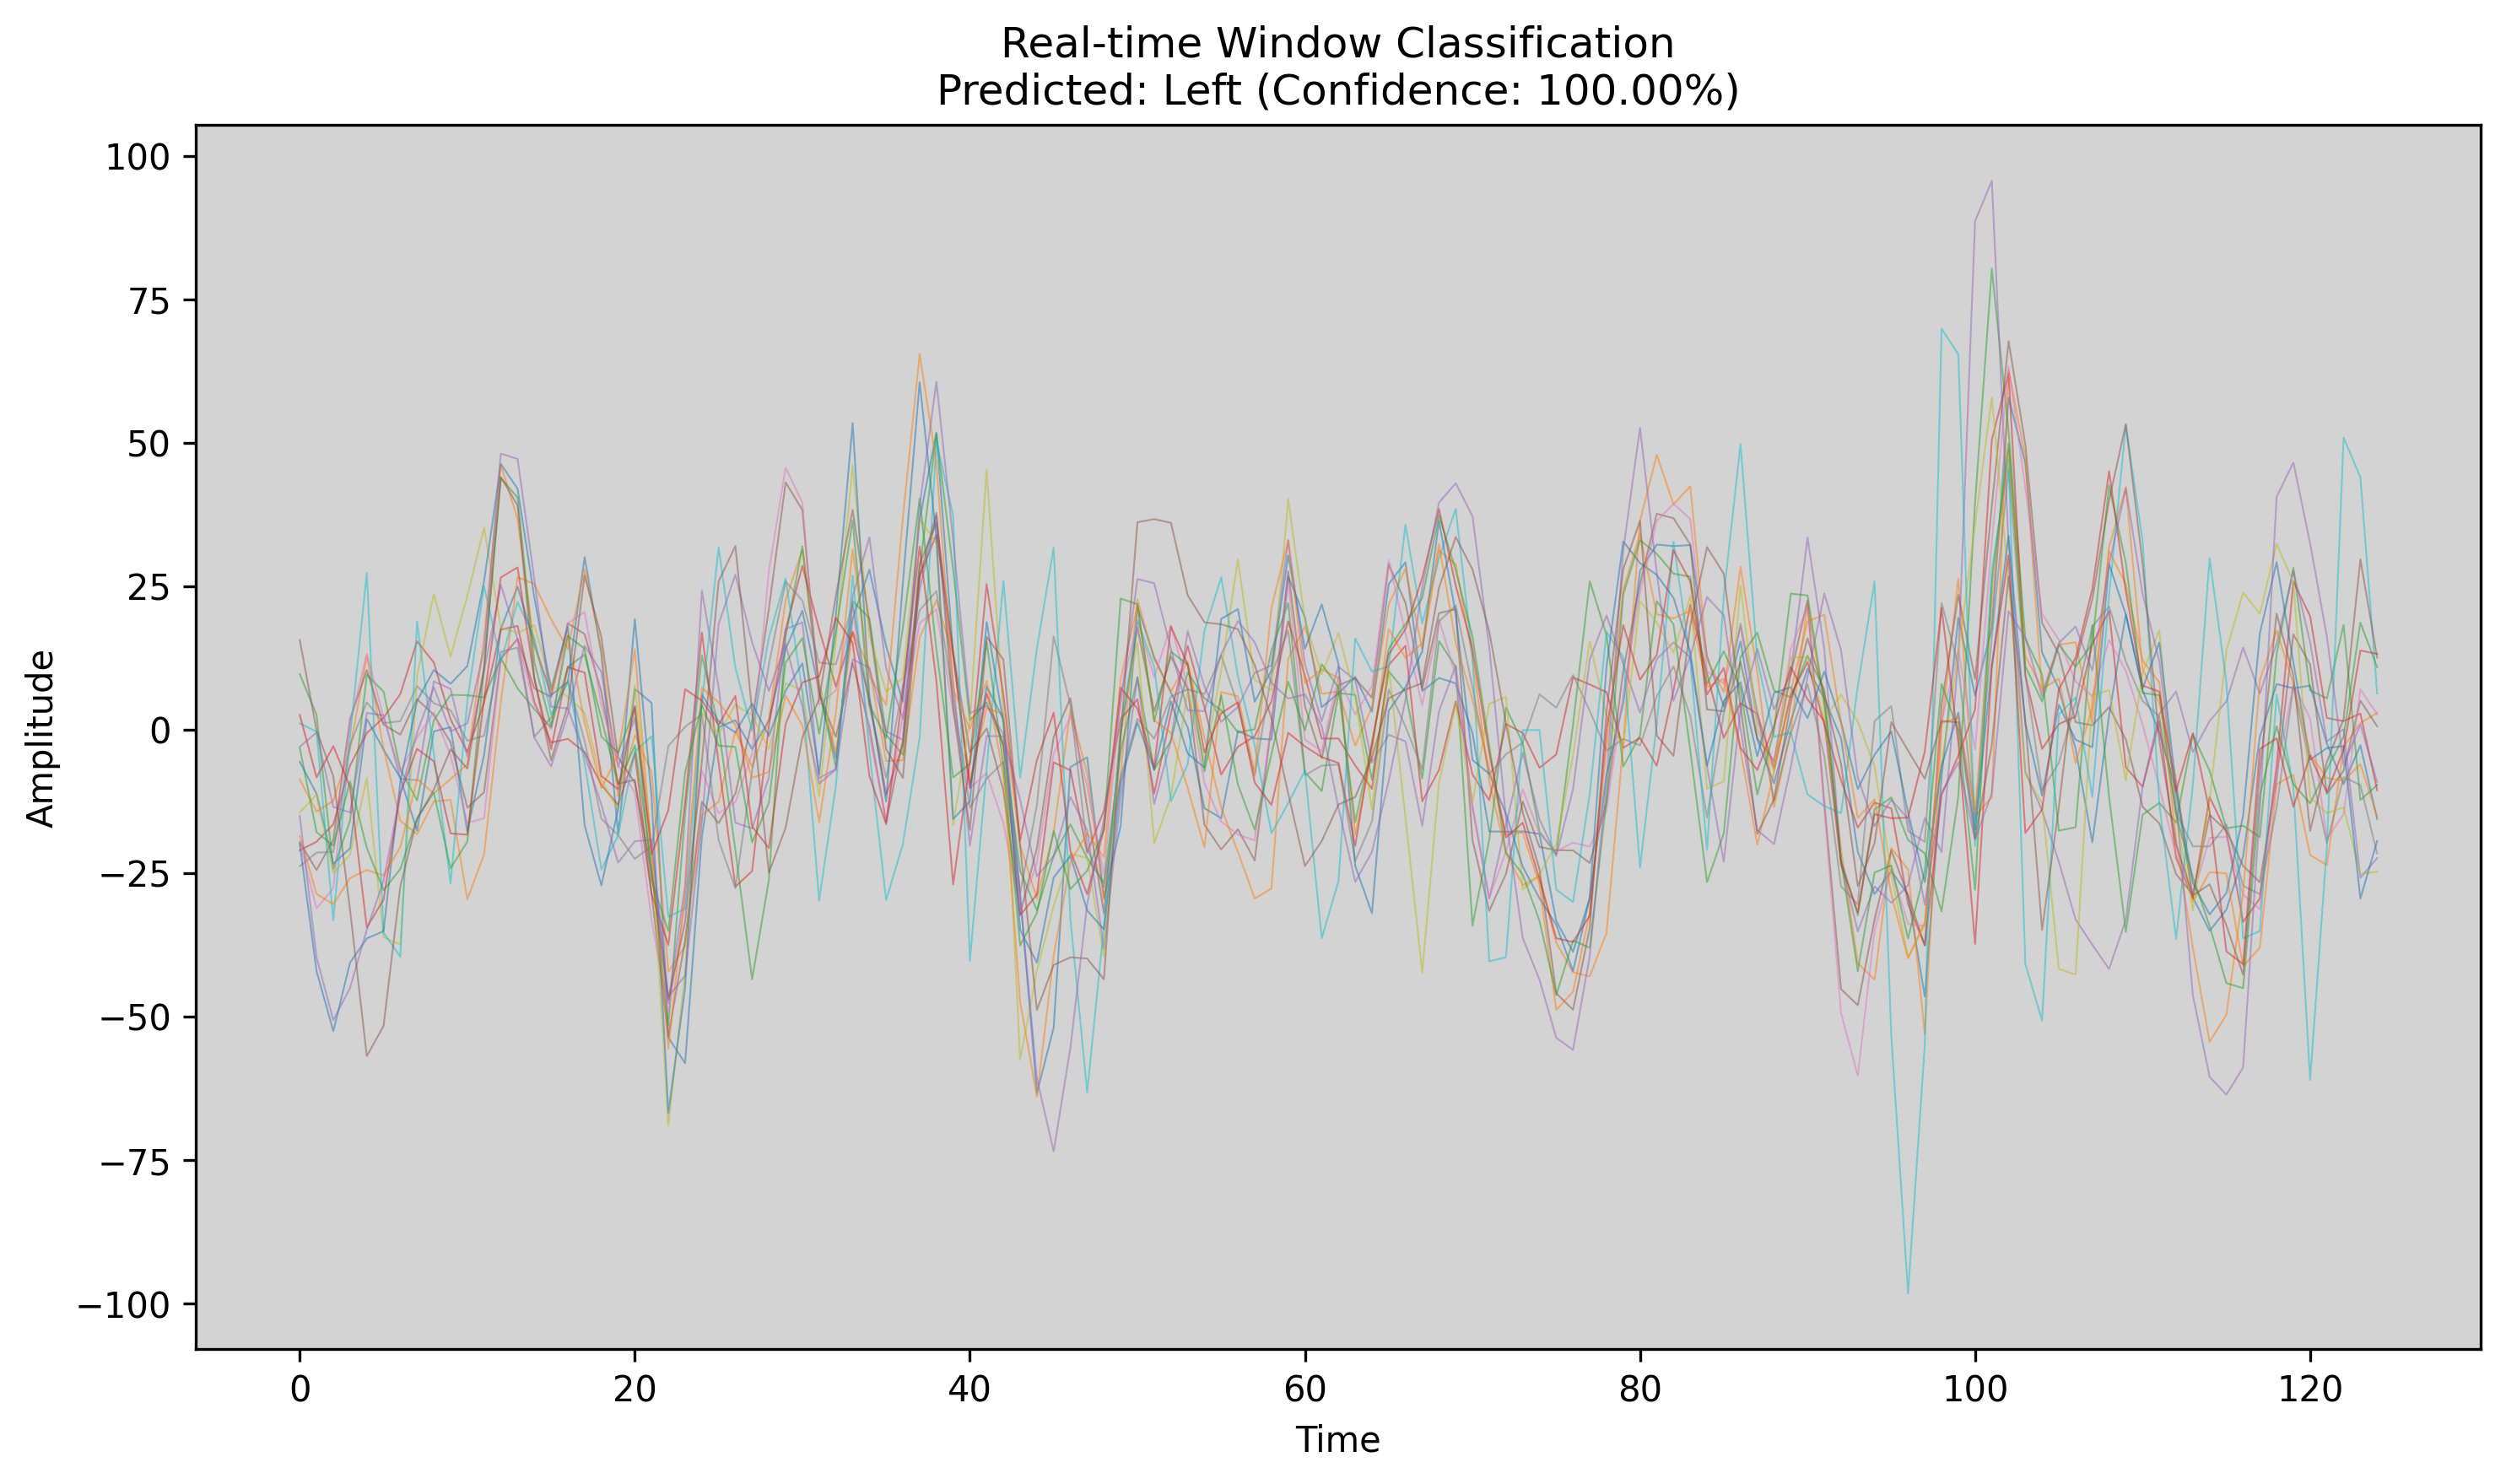 Real-time Window Classification
Predicted: Left (Confidence: 100.00%)
100
75
50
25
0
−25
−50
−75
−100
Amplitude
0 20 40 60 80 100 120
Time